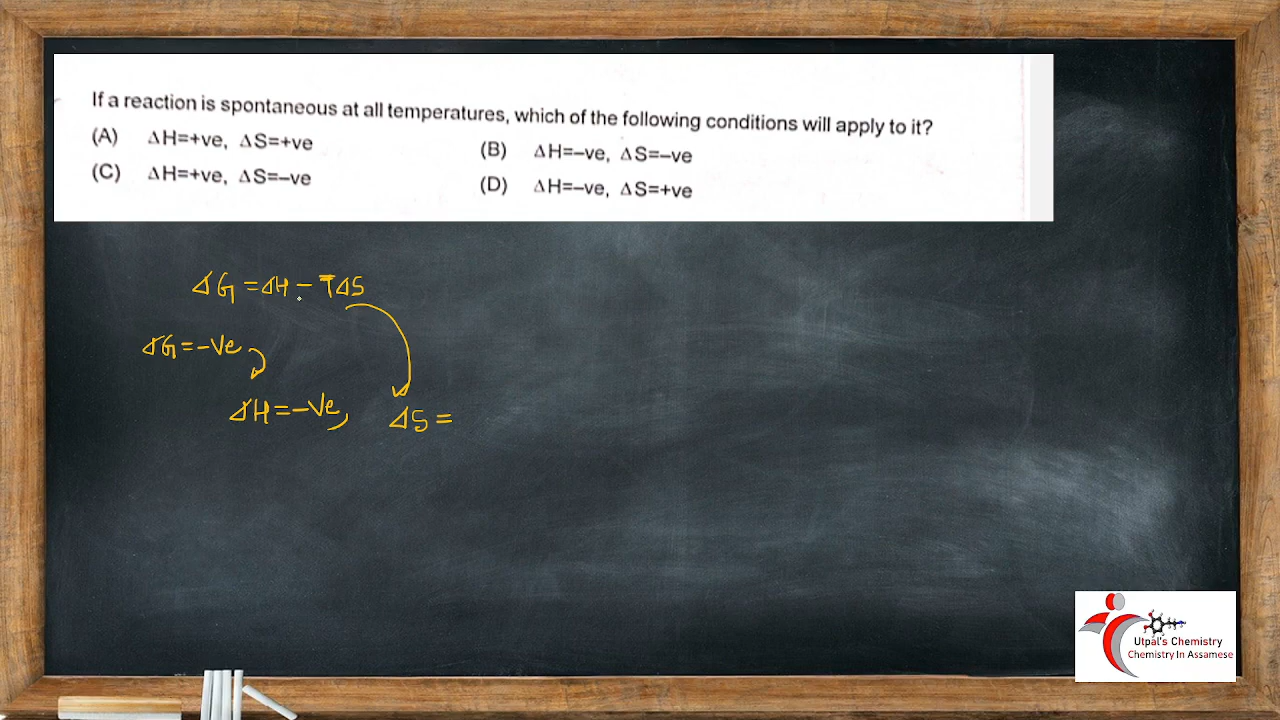 If a reaction is spontaneous at all temperatures, which of the following conditions will apply to it?
(A) ΔH=+ve, ΔS=+ve (B) ΔH=–ve, ΔS=–ve
(C) ΔH=+ve, ΔS=–ve (D) ΔH=–ve, ΔS=+ve
ΔG = ΔH - TΔS
ΔG = -Ve
ΔH = -Ve, ΔS =
Utpal's Chemistry
Chemistry In Assamese